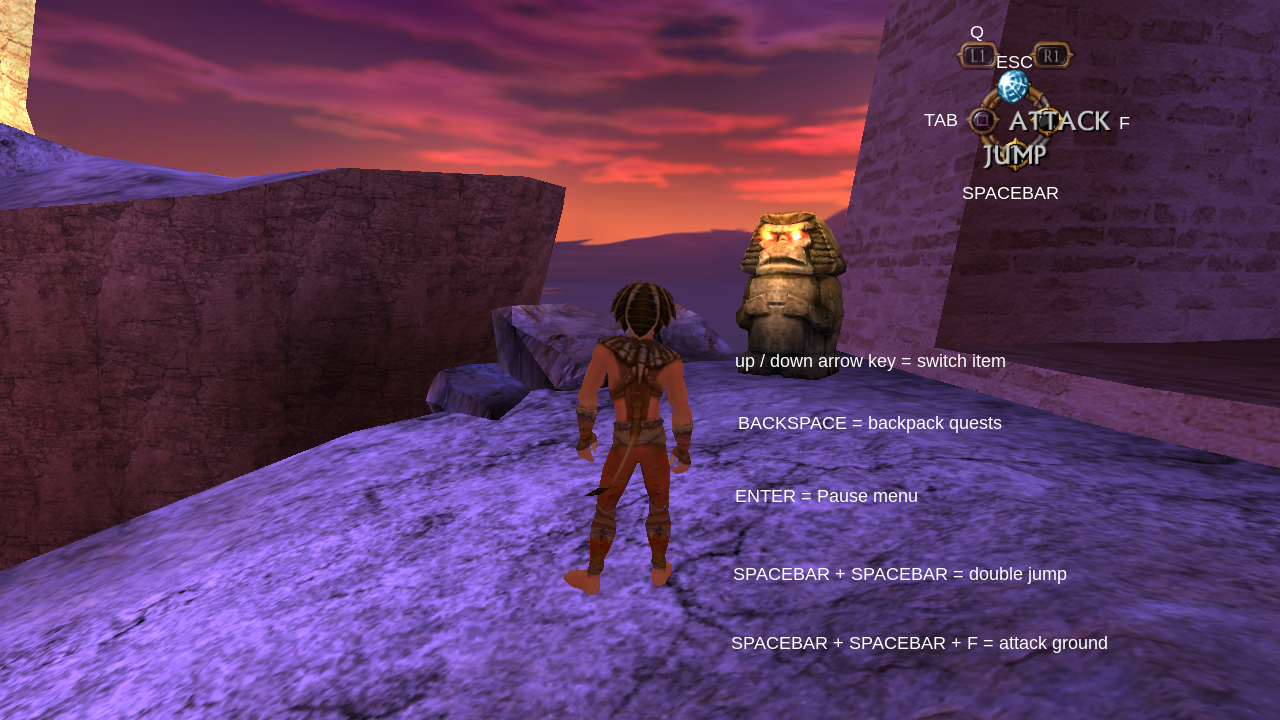 Q
L1
R1
ESC
TAB
ATTACK
F
JUMP
SPACEBAR
up / down arrow key = switch item
BACKSPACE = backpack quests
ENTER = Pause menu
SPACEBAR + SPACEBAR = double jump
SPACEBAR + SPACEBAR + F = attack ground